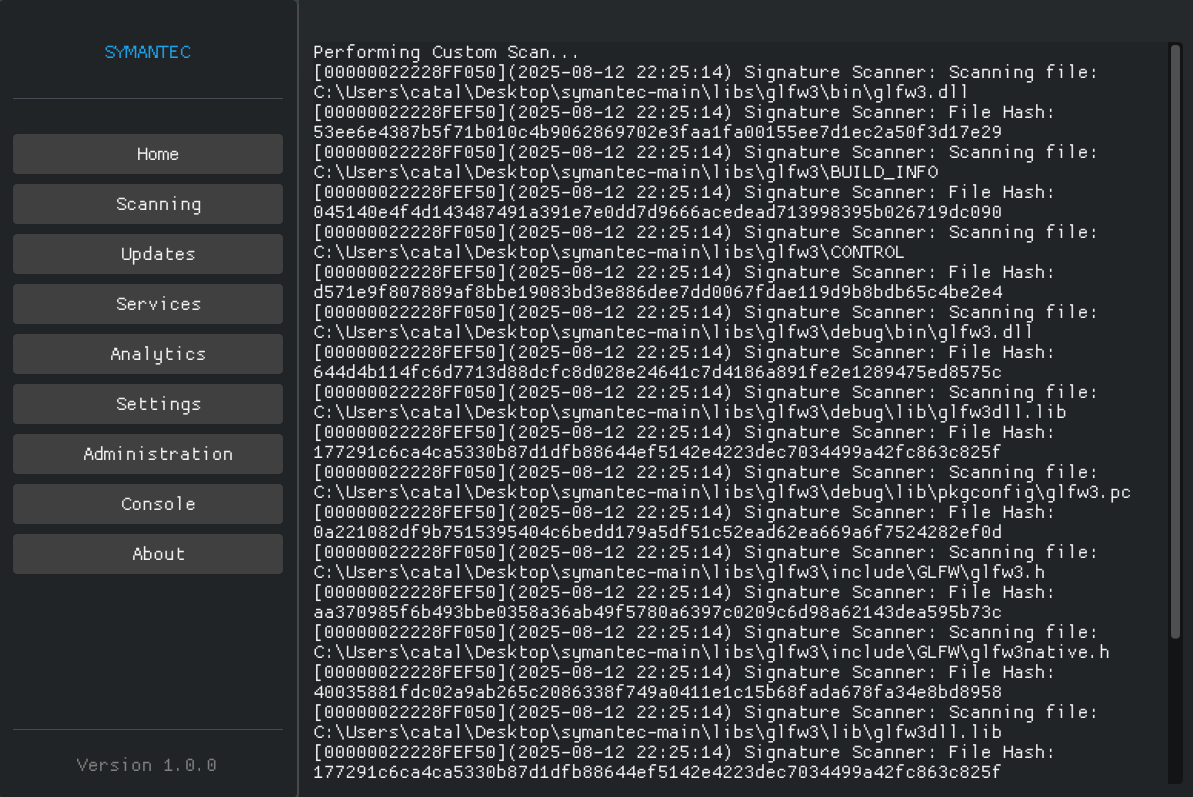 SYMANTEC
Home
Scanning
Updates
Services
Analytics
Settings
Administration
Console
About
Version 1.0.0
Performing Custom Scan...
[00000022228FF050](2025-08-12 22:25:14) Signature Scanner: Scanning file:
C:\Users\catal\Desktop\symantec-main\libs\glfw3\bin\glfw3.dll
[00000022228FEF50](2025-08-12 22:25:14) Signature Scanner: File Hash:
53ee6e4387b5f71b010c4b9062869702e3faa1fa00155ee7d1ec2a50f3d17e29
[00000022228FF050](2025-08-12 22:25:14) Signature Scanner: Scanning file:
C:\Users\catal\Desktop\symantec-main\libs\glfw3\BUILD_INFO
[00000022228FEF50](2025-08-12 22:25:14) Signature Scanner: File Hash:
045140e4f4d143487491a391e7e0dd7d9666acedead713998395b026719dc090
[00000022228FF050](2025-08-12 22:25:14) Signature Scanner: Scanning file:
C:\Users\catal\Desktop\symantec-main\libs\glfw3\CONTROL
[00000022228FEF50](2025-08-12 22:25:14) Signature Scanner: File Hash:
d571e9f807889af8bbe19083bd3e886dee7dd0067fdae119d9b8bdb65c4be2e4
[00000022228FF050](2025-08-12 22:25:14) Signature Scanner: Scanning file:
C:\Users\catal\Desktop\symantec-main\libs\glfw3\debug\bin\glfw3.dll
[00000022228FEF50](2025-08-12 22:25:14) Signature Scanner: File Hash:
644d4b114fc6d7713d88dcfc8d028e24641c7d4186a891fe2e1289475ed8575c
[00000022228FF050](2025-08-12 22:25:14) Signature Scanner: Scanning file:
C:\Users\catal\Desktop\symantec-main\libs\glfw3\debug\lib\glfw3dll.lib
[00000022228FEF50](2025-08-12 22:25:14) Signature Scanner: File Hash:
177291c6ca4ca5330b87d1dfb88644ef5142e4223dec7034499a42fc863c825f
[00000022228FF050](2025-08-12 22:25:14) Signature Scanner: Scanning file:
C:\Users\catal\Desktop\symantec-main\libs\glfw3\debug\lib\pkgconfig\glfw3.pc
[00000022228FEF50](2025-08-12 22:25:14) Signature Scanner: File Hash:
0a221082df9b7515395404c6bedd179a5df51c52ead62ea669a6f7524282ef0d
[00000022228FF050](2025-08-12 22:25:14) Signature Scanner: Scanning file:
C:\Users\catal\Desktop\symantec-main\libs\glfw3\include\GLFW\glfw3.h
[00000022228FEF50](2025-08-12 22:25:14) Signature Scanner: File Hash:
aa370985f6b493bbe0358a36ab49f5780a6397c0209c6d98a62143dea595b73c
[00000022228FF050](2025-08-12 22:25:14) Signature Scanner: Scanning file:
C:\Users\catal\Desktop\symantec-main\libs\glfw3\include\GLFW\glfw3native.h
[00000022228FEF50](2025-08-12 22:25:14) Signature Scanner: File Hash:
40035881fdc02a9ab265c2086338f749a0411e1c15b68fada678fa34e8bd8958
[00000022228FF050](2025-08-12 22:25:14) Signature Scanner: Scanning file:
C:\Users\catal\Desktop\symantec-main\libs\glfw3\lib\glfw3dll.lib
[00000022228FEF50](2025-08-12 22:25:14) Signature Scanner: File Hash:
177291c6ca4ca5330b87d1dfb88644ef5142e4223dec7034499a42fc863c825f